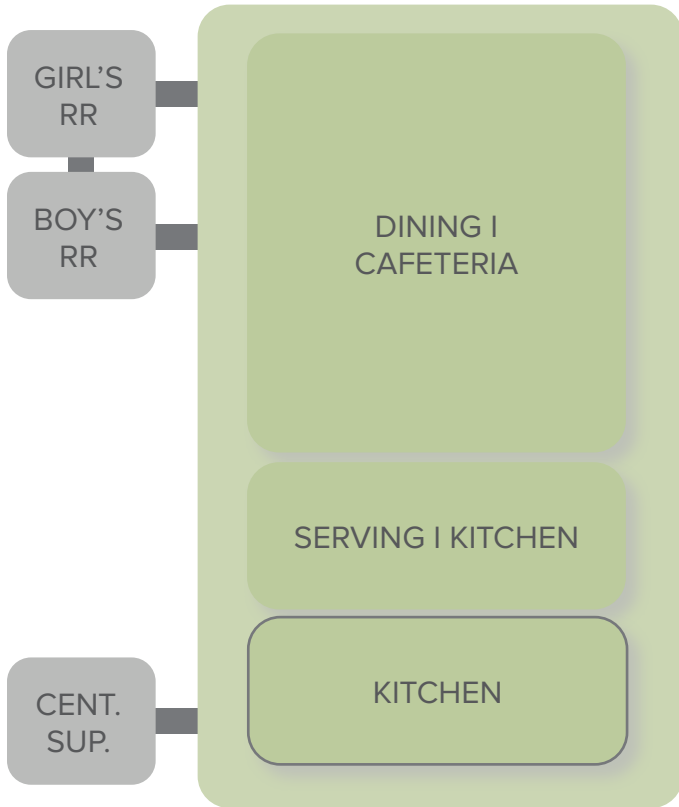 GIRL’S
RR
BOY’S
RR
DINING I
CAFETERIA
SERVING I KITCHEN
KITCHEN
CENT.
SUP.